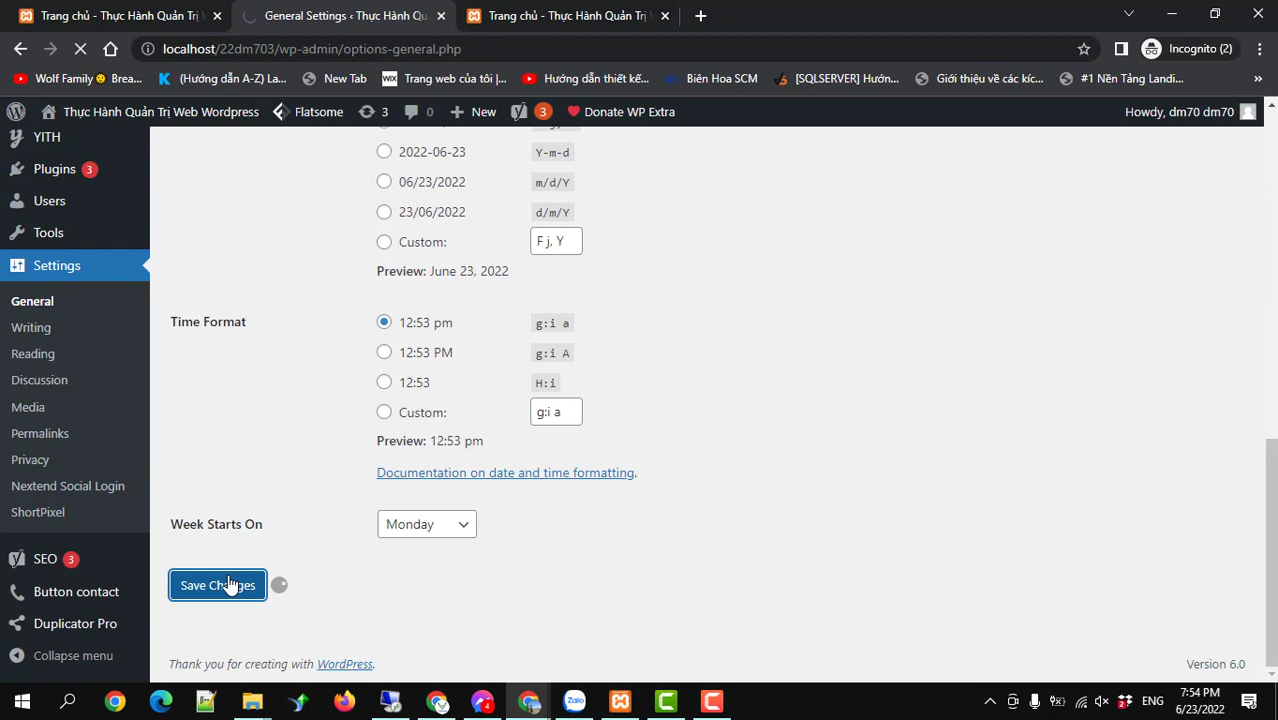 Trang chủ - Thực Hành Quản Trị
General Settings ‹ Thực Hành Qu
Trang chủ - Thực Hành Quản Trị V
localhost/22dm703/wp-admin/options-general.php
Incognito (2)
Wolf Family Brea...
(Hướng dẫn A-Z) La...
New Tab
WIX Trang web của tôi |...
Hướng dẫn thiết kế...
Biên Hoa SCM
[SQLSERVER] Hướn...
Giới thiệu về các kíc...
#1 Nền Tảng Landi...
»
Thực Hành Quản Trị Web Wordpress
Flatsome
3
0
New
3
Donate WP Extra
Howdy, dm70 dm70
YITH
Plugins 3
Users
Tools
Settings
General
Writing
Reading
Discussion
Media
Permalinks
Privacy
Nextend Social Login
ShortPixel
SEO 3
Button contact
Duplicator Pro
Collapse menu
2022-06-23 Y-m-d
06/23/2022 m/d/Y
23/06/2022 d/m/Y
Custom: F j, Y
Preview: June 23, 2022
Time Format
12:53 pm g:i a
12:53 PM g:i A
12:53 H:i
Custom: g:i a
Preview: 12:53 pm
Documentation on date and time formatting.
Week Starts On Monday
Save Changes
Thank you for creating with WordPress.
Version 6.0
4
Zalo
ENG
7:54 PM
6/23/2022